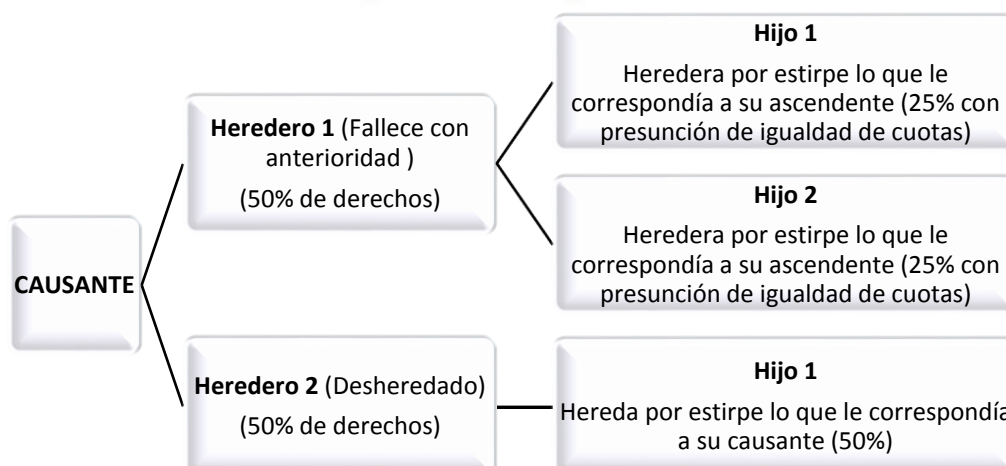 CAUSANTE
Heredero 1 (Fallece con
anterioridad )
(50% de derechos)
Hijo 1
Heredera por estirpe lo que le
correspondía a su ascendente (25% con
presunción de igualdad de cuotas)
Hijo 2
Heredera por estirpe lo que le
correspondía a su ascendente (25% con
presunción de igualdad de cuotas)
Heredero 2 (Desheredado)
(50% de derechos)
Hijo 1
Hereda por estirpe lo que le correspondía
a su causante (50%)